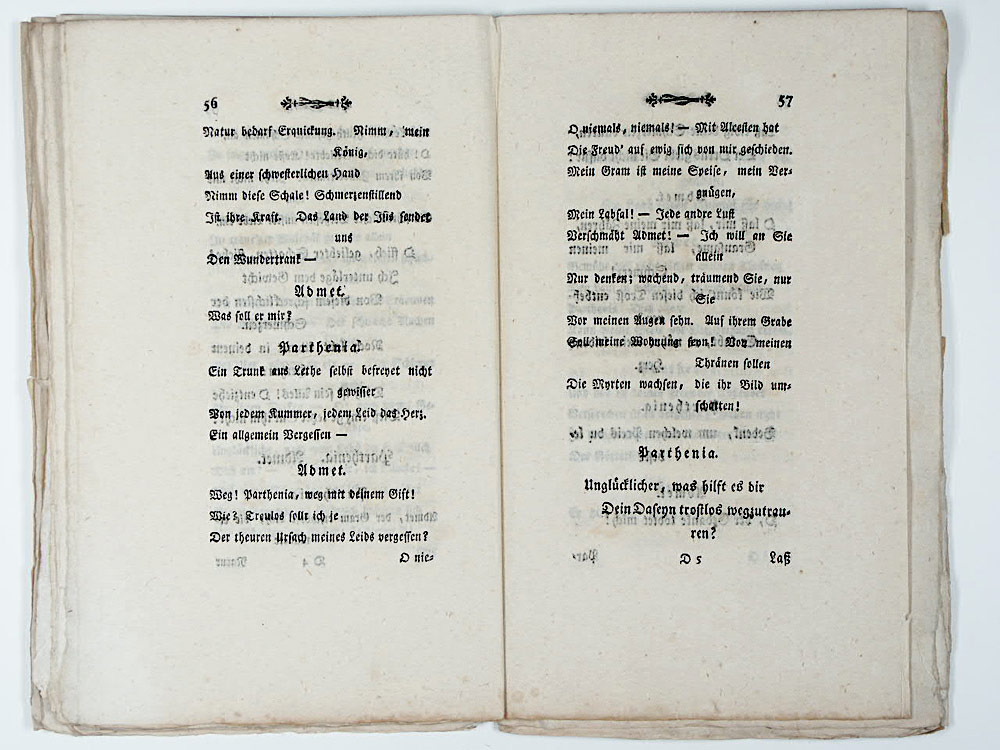 56
Natur bedarf Erquickung. Nimm, mein
König,
Aus einer schwesterlichen Hand
Nimm diese Schale! Schmerzenstillend
Ist ihre Kraft. Das Land der Isis sendet
uns
Den Wundertrank —
Admet.
Was soll er mir?
Parthenia.
Ein Trunk aus Lethe selbst befreyet nicht
gewisser
Von jedem Kummer, jedem Leid das Herz.
Ein allgemein Vergessen —
Admet.
Weg! Parthenia, weg mit deinem Gift!
Wie? Treulos sollt ich je
Der theuren Ursach meines Leids vergessen?
O nie-
57
O niemals, niemals! — Mit Alcesten hat
Die Freud' auf ewig sich von mir geschieden.
Mein Gram ist meine Speise, mein Ver-
gnügen,
Mein Labsal! — Jede andre Lust
Verschmäht Admet! — Ich will an Sie
allein
Nur denken; wachend, träumend Sie, nur
Sie
Vor meinen Augen sehn. Auf ihrem Grabe
Soll meine Wohnung seyn! Von meinen
Thränen sollen
Die Myrten wachsen, die ihr Bild um-
schatten!
Parthenia.
Unglücklicher, was hilft es dir
Dein Daseyn trostlos wegzutrau-
ren?
D 5
Laß